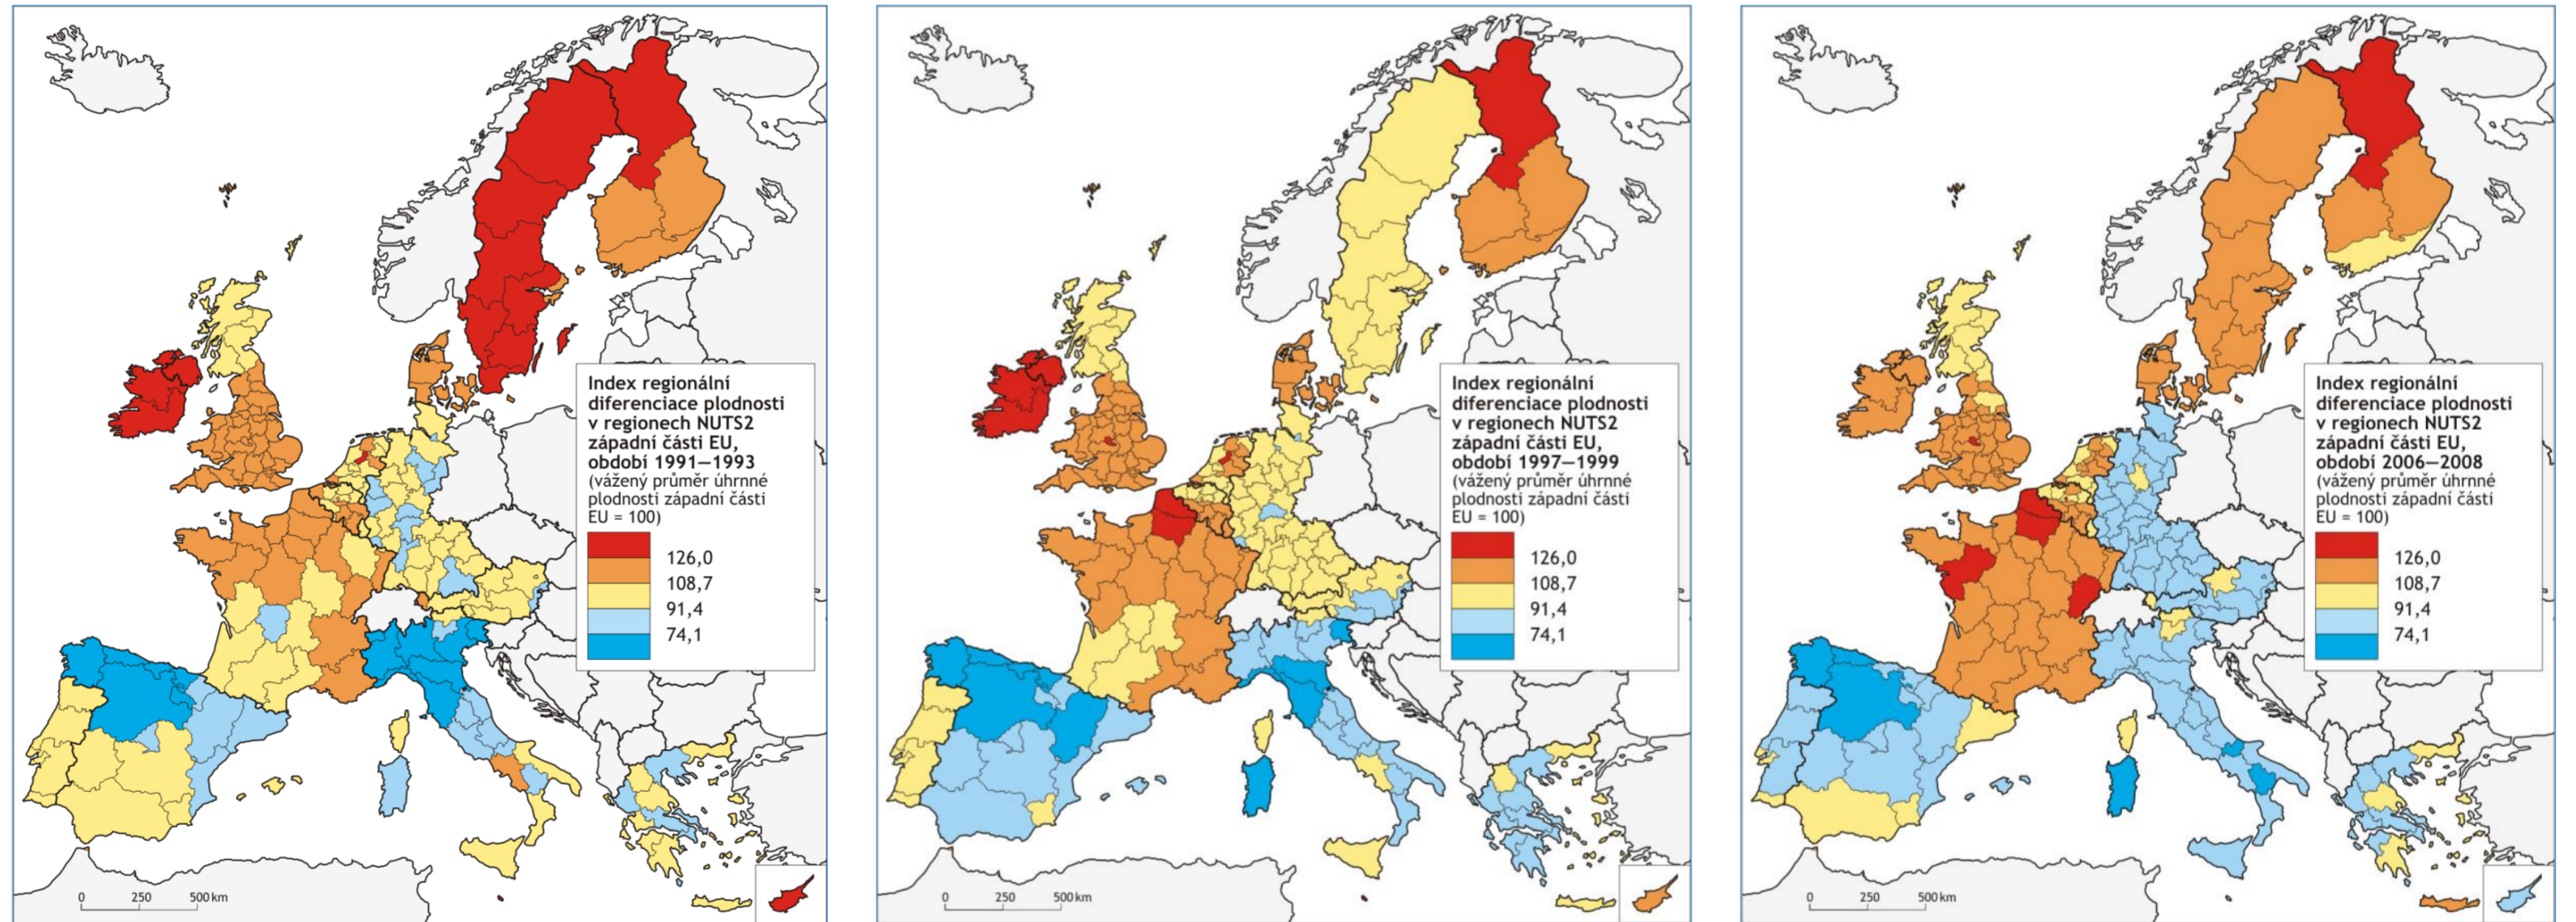 Index regionální
diferenciace plodnosti
v regionech NUTS2
západní části EU,
období 1991—1993
(vážený průměr úhrnné
plodnosti západní části
EU = 100)
126,0
108,7
91,4
74,1
0 250 500 km
Index regionální
diferenciace plodnosti
v regionech NUTS2
západní části EU,
období 1997—1999
(vážený průměr úhrnné
plodnosti západní části
EU = 100)
126,0
108,7
91,4
74,1
0 250 500 km
Index regionální
diferenciace plodnosti
v regionech NUTS2
západní části EU,
období 2006—2008
(vážený průměr úhrnné
plodnosti západní části
EU = 100)
126,0
108,7
91,4
74,1
0 250 500 km